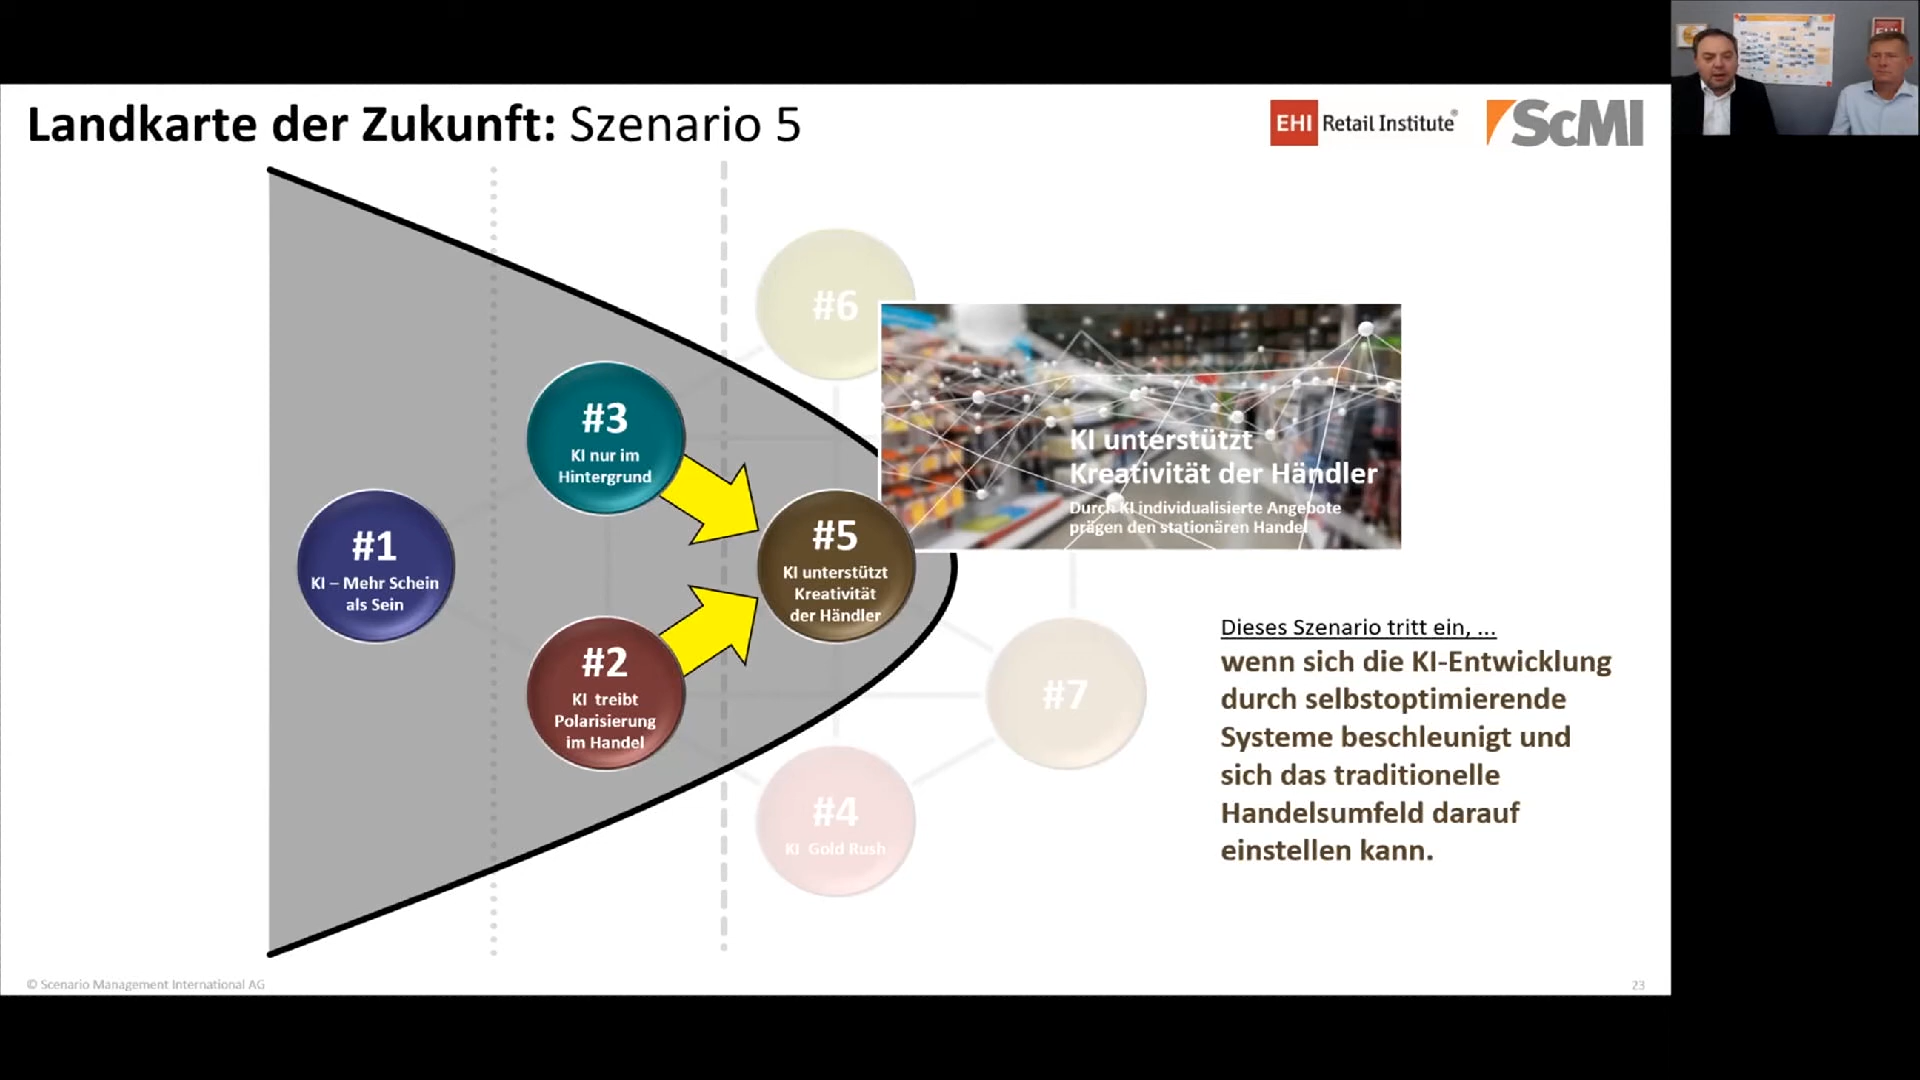 Landkarte der Zukunft: Szenario 5
EHI Retail Institute®
ScMI
EHI
#6
#3
KI nur im
Hintergrund
#1
KI – Mehr Schein
als Sein
#5
KI unterstützt
Kreativität
der Händler
#2
KI treibt
Polarisierung
im Handel
#7
#4
KI Gold Rush
KI unterstützt
Kreativität der Händler
Durch KI individualisierte Angebote
prägen den stationären Handel
Dieses Szenario tritt ein, ...
wenn sich die KI-Entwicklung
durch selbstoptimierende
Systeme beschleunigt und
sich das traditionelle
Handelsumfeld darauf
einstellen kann.
© Scenario Management International AG
23